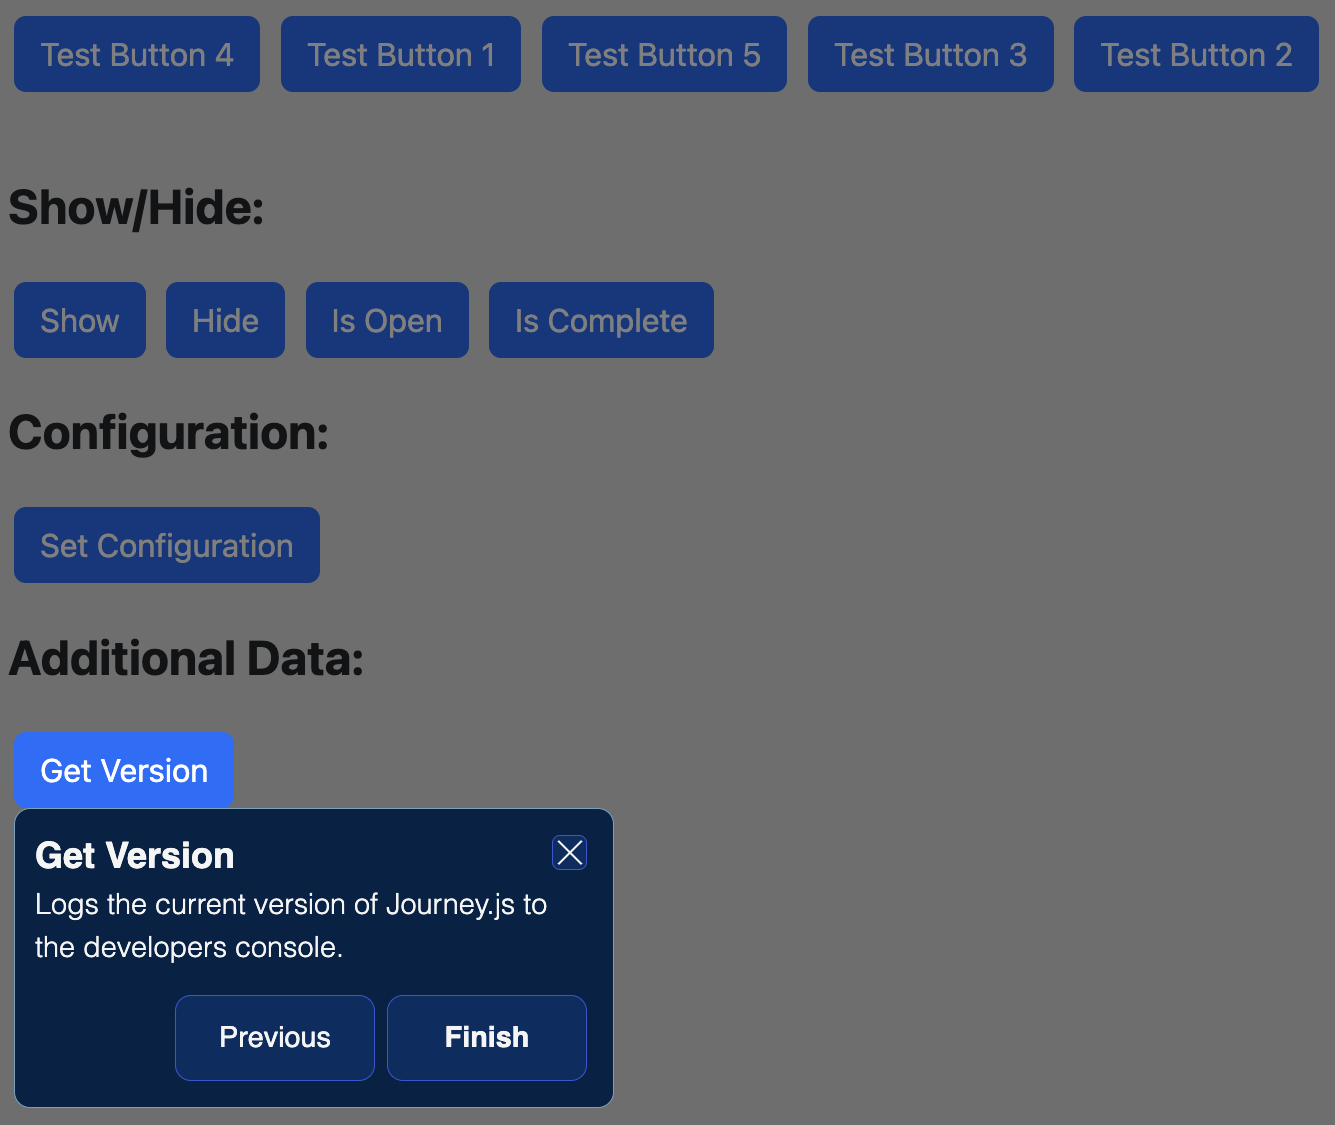 Test Button 4 Test Button 1 Test Button 5 Test Button 3 Test Button 2
Show/Hide:
Show Hide Is Open Is Complete
Configuration:
Set Configuration
Additional Data:
Get Version
Get Version
Logs the current version of Journey.js to
the developers console.
Previous Finish